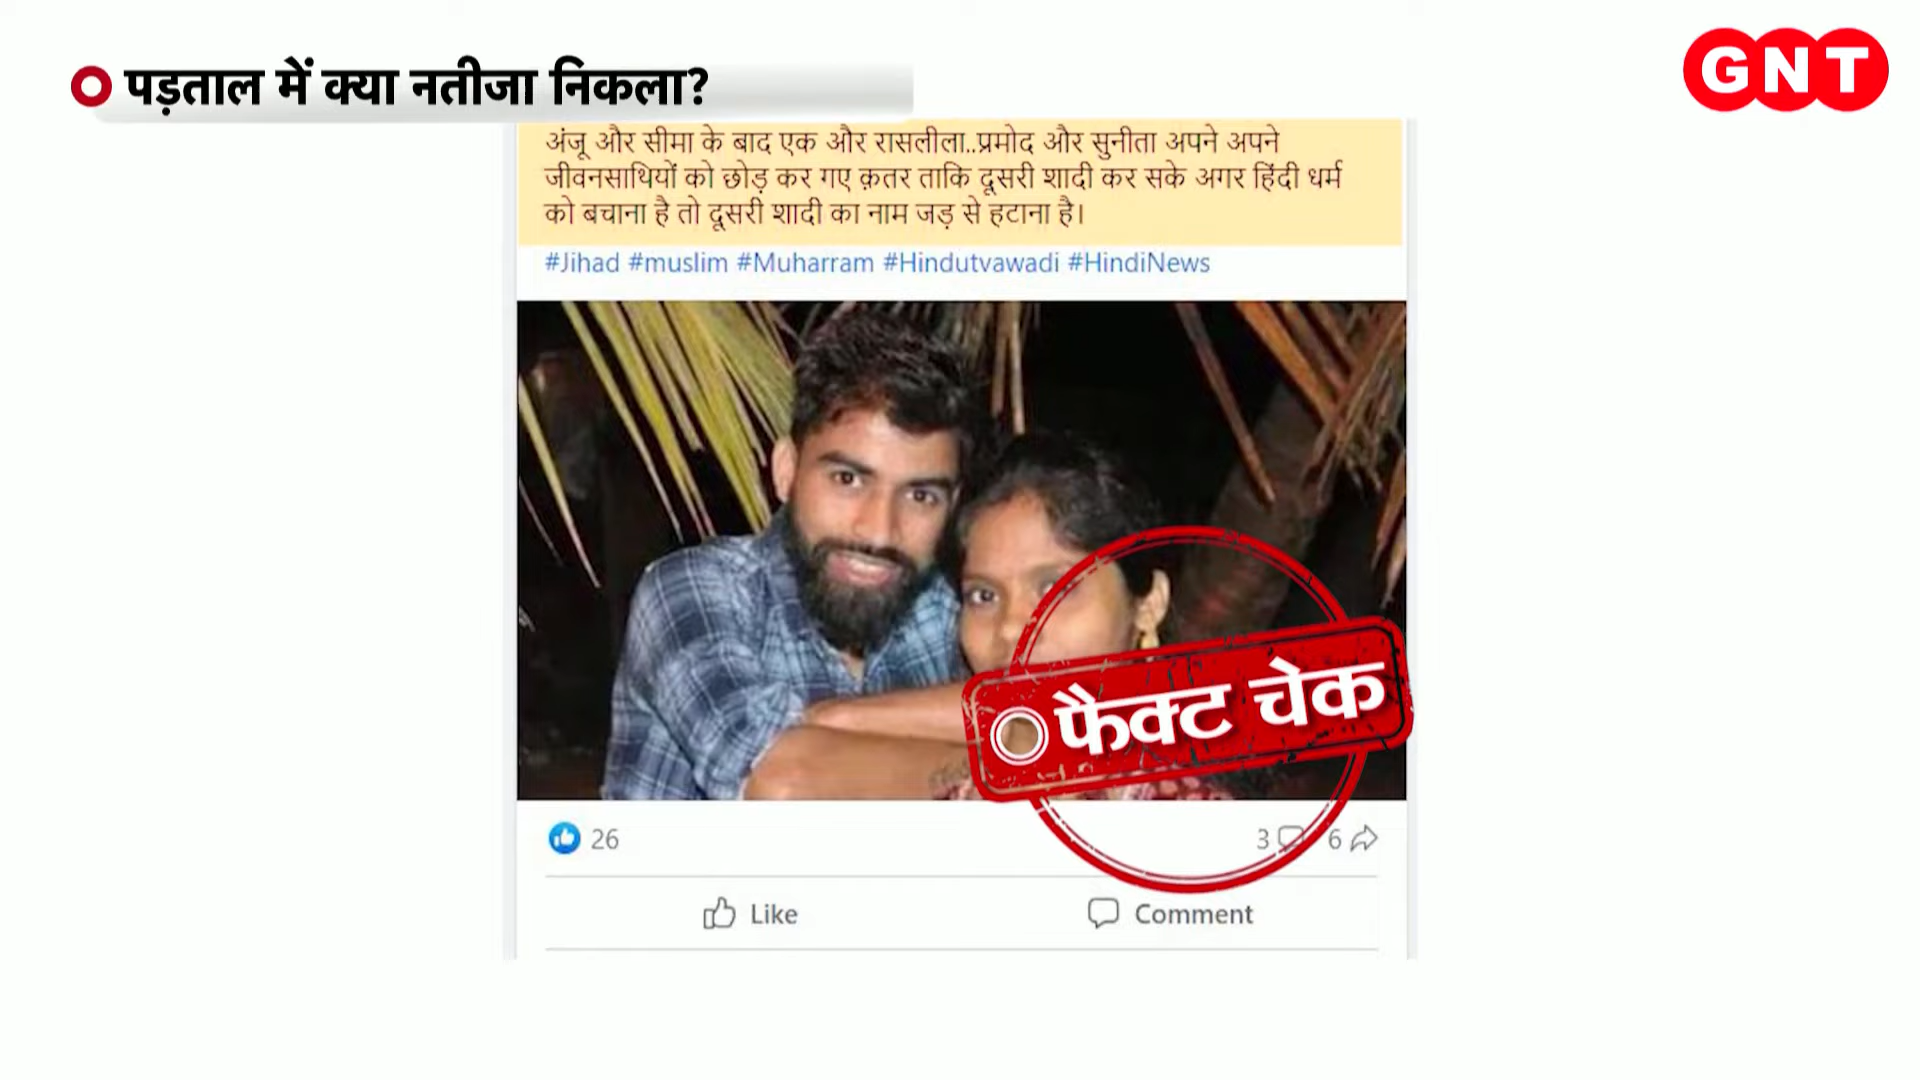 पड़ताल में क्या नतीजा निकला?
GNT
अंजू और सीमा के बाद एक और रासलीला..प्रमोद और सुनीता अपने अपने
जीवनसाथियों को छोड़ कर गए क़तर ताकि दूसरी शादी कर सके अगर हिंदी धर्म
को बचाना है तो दूसरी शादी का नाम जड़ से हटाना है।
#Jihad #muslim #Muharram #Hindutvawadi #HindiNews
फैक्ट चेक
26
3 6
Like Comment